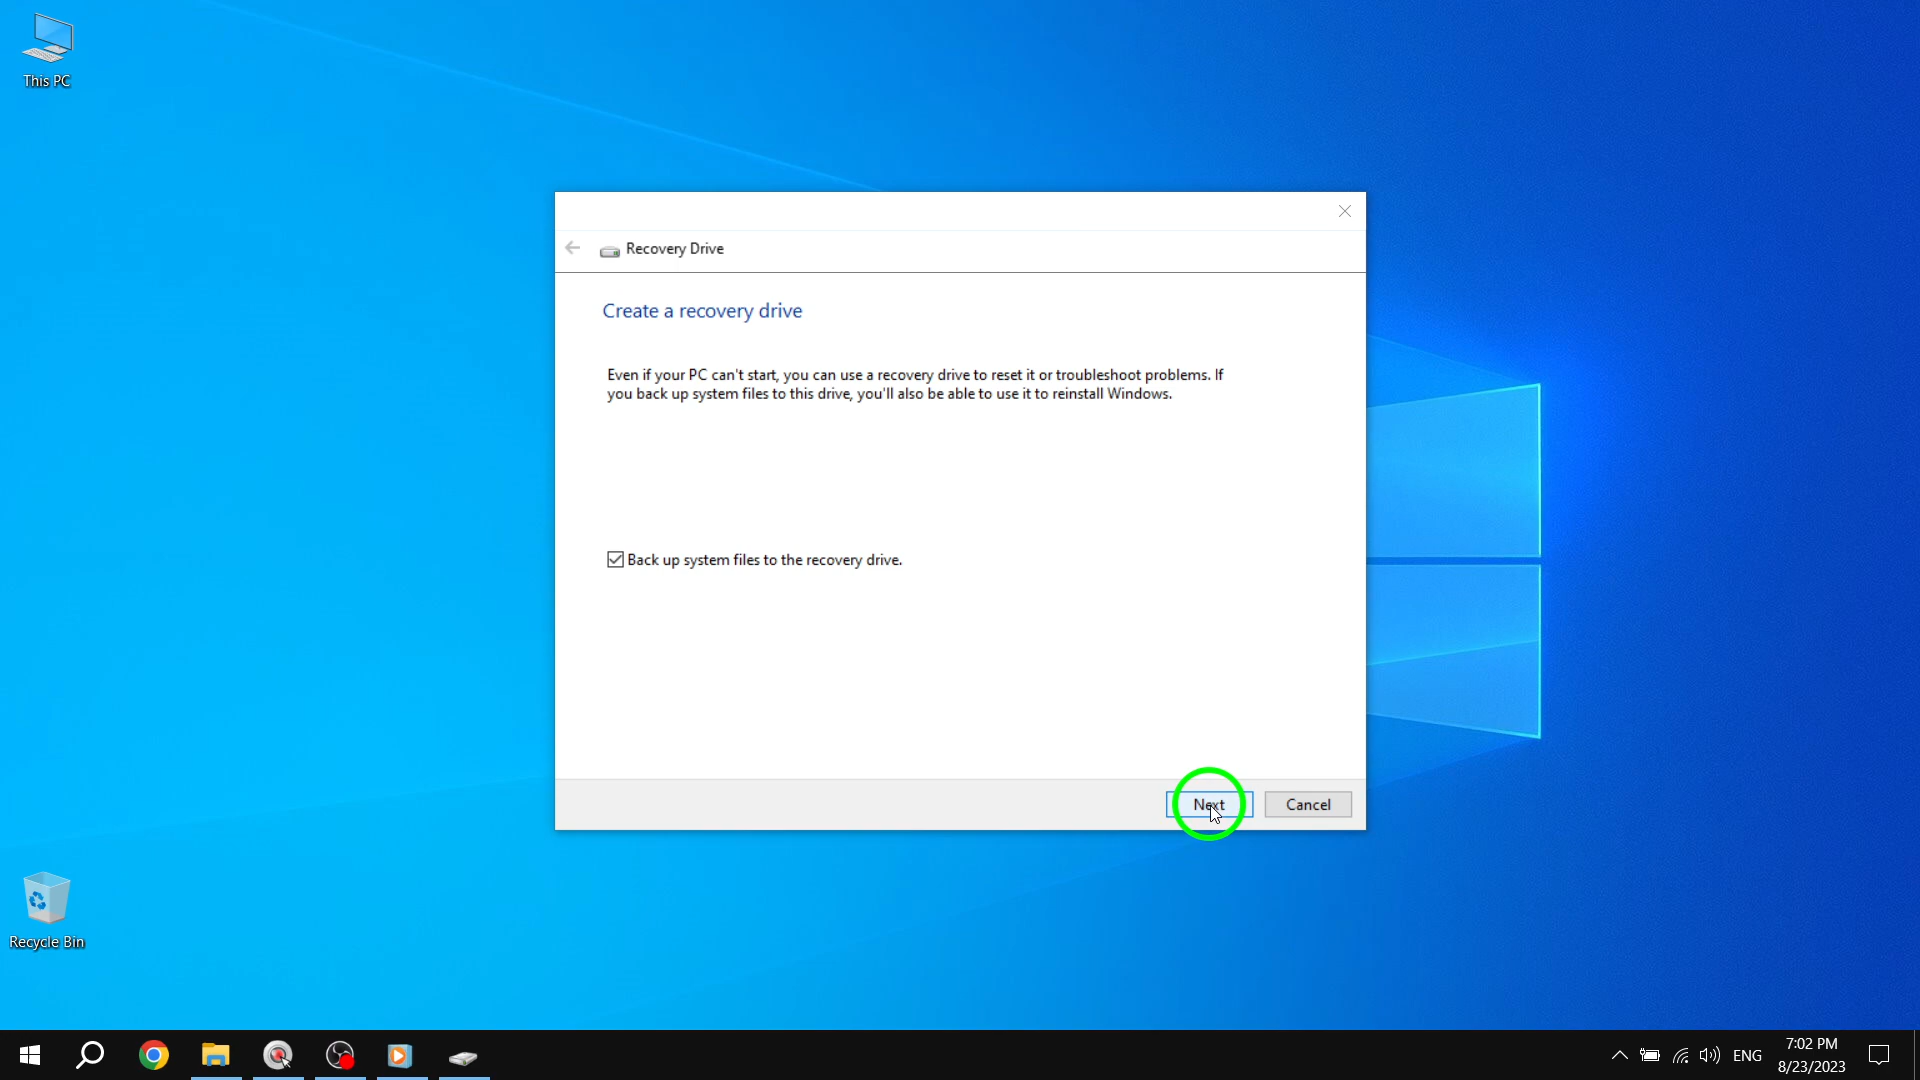 This PC
Recovery Drive
Create a recovery drive
Even if your PC can't start, you can use a recovery drive to reset it or troubleshoot problems. If
you back up system files to this drive, you'll also be able to use it to reinstall Windows.
Back up system files to the recovery drive.
Next
Cancel
Recycle Bin
ENG
7:02 PM
8/23/2023